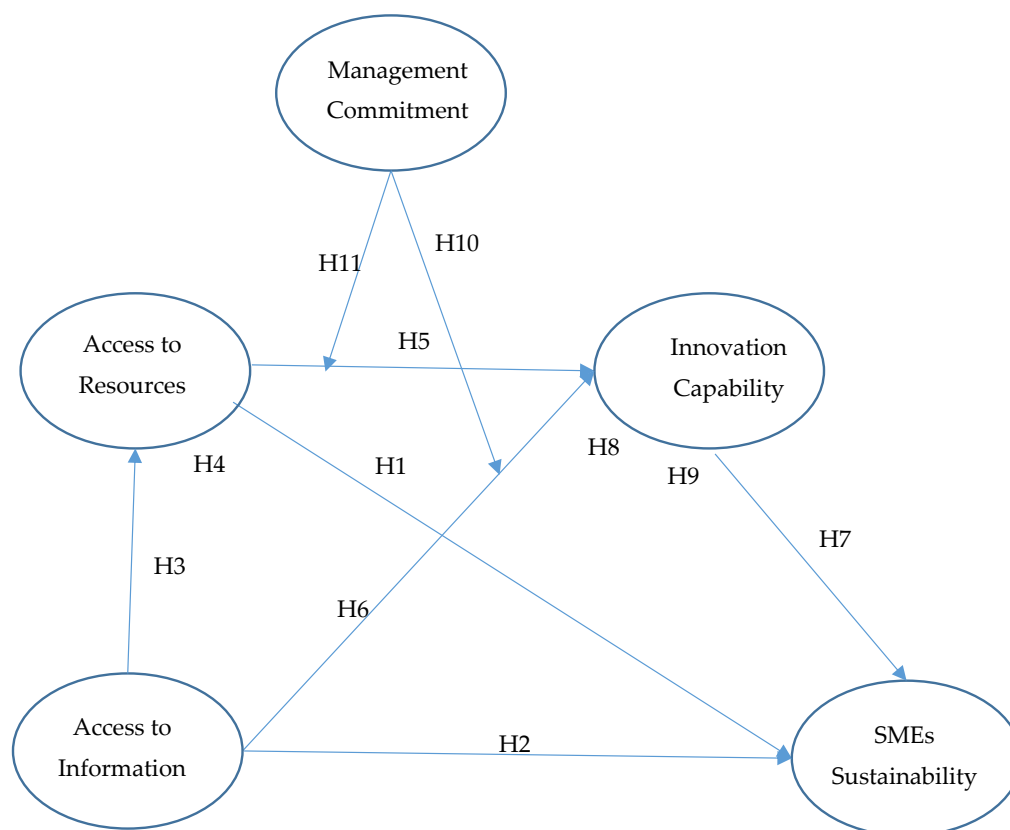 Management
Commitment
H10
H11
H5
Access to
Resources
Innovation
Capability
H8
H4
H1
H9
H7
H3
H6
Access to
Information
H2
SMEs
Sustainability